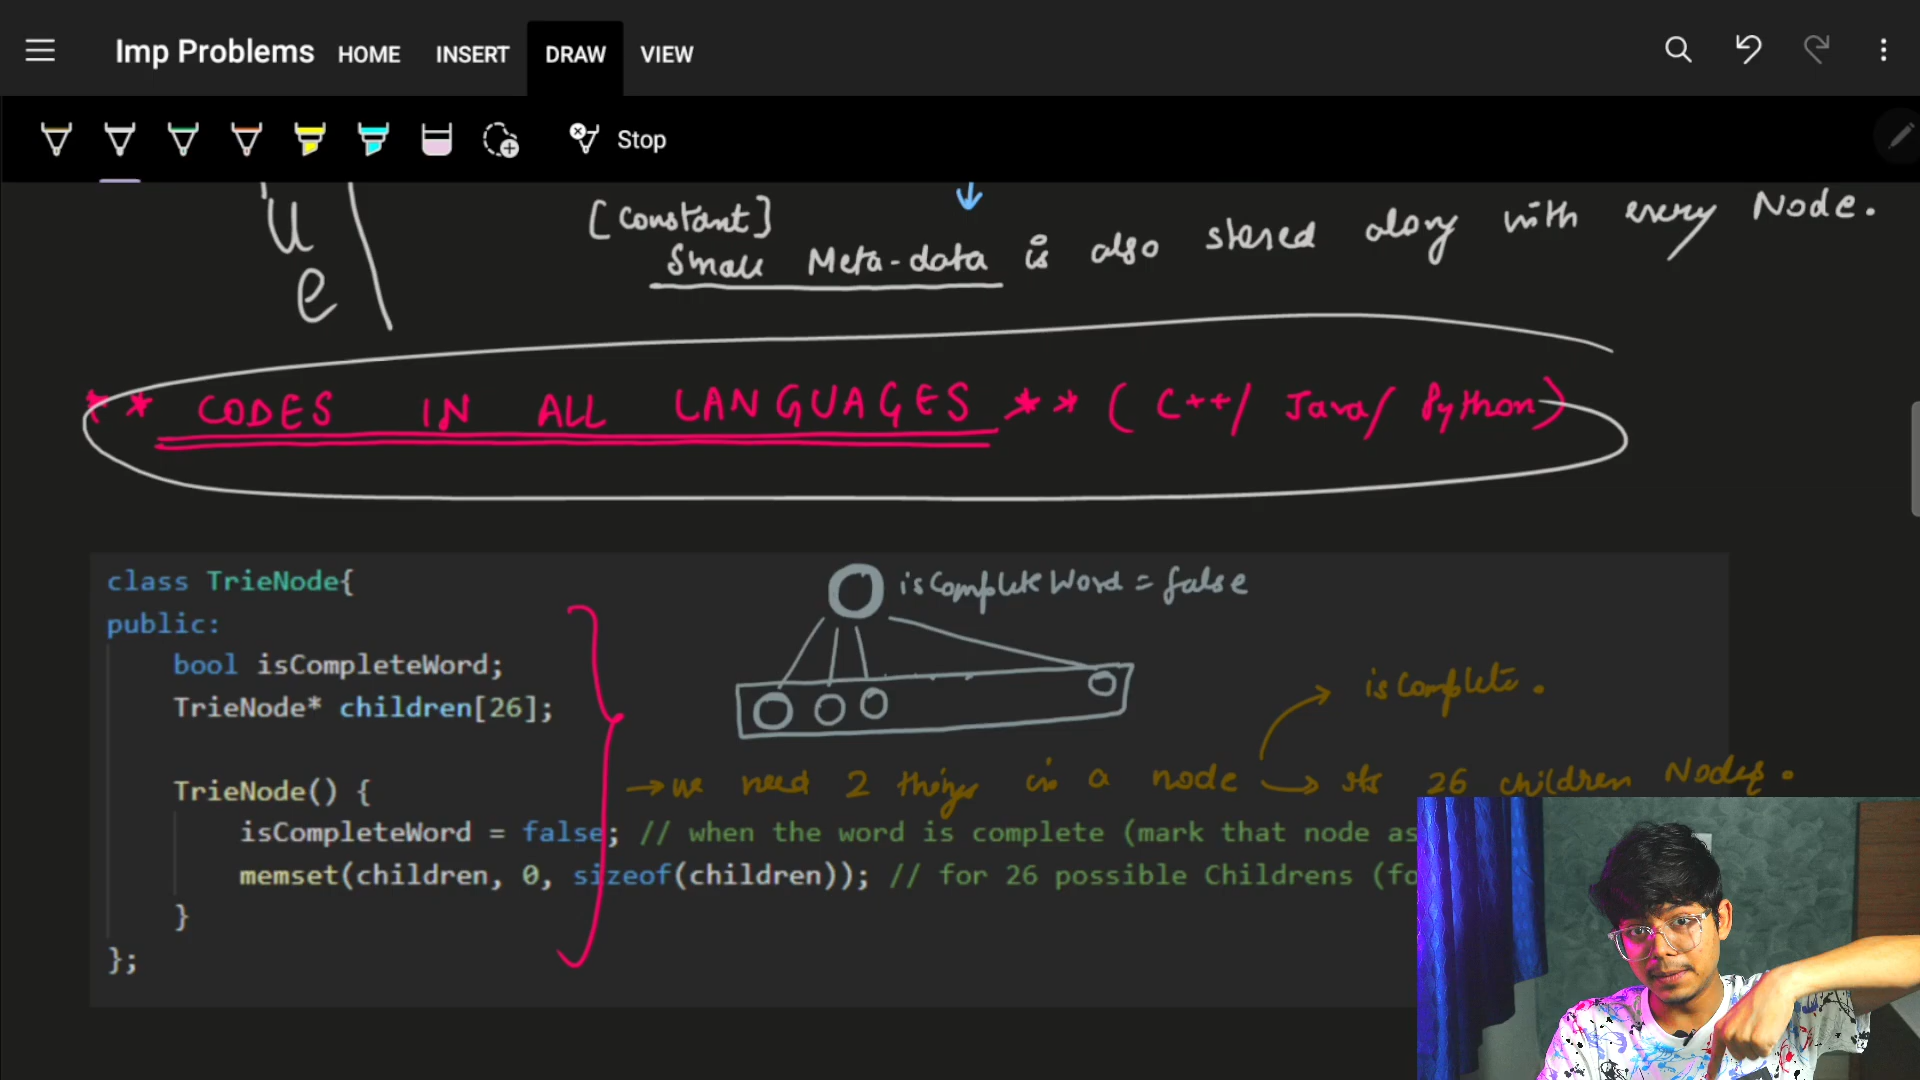 Imp Problems HOME INSERT DRAW VIEW
Stop
u
e
[Constant]
Small Meta-data is also stored along with every Node.
** CODES IN ALL LANGUAGES ** ( C++/ Java/ Python)
class TrieNode{
public:
bool isCompleteWord;
TrieNode* children[26];
TrieNode() {
isCompleteWord = false; // when the word is complete (mark that node as
memset(children, 0, sizeof(children)); // for 26 possible Childrens (fo
}
};
isCompleteWord = false
isComplete.
→ we need 2 things in a node → its 26 children Nodes.